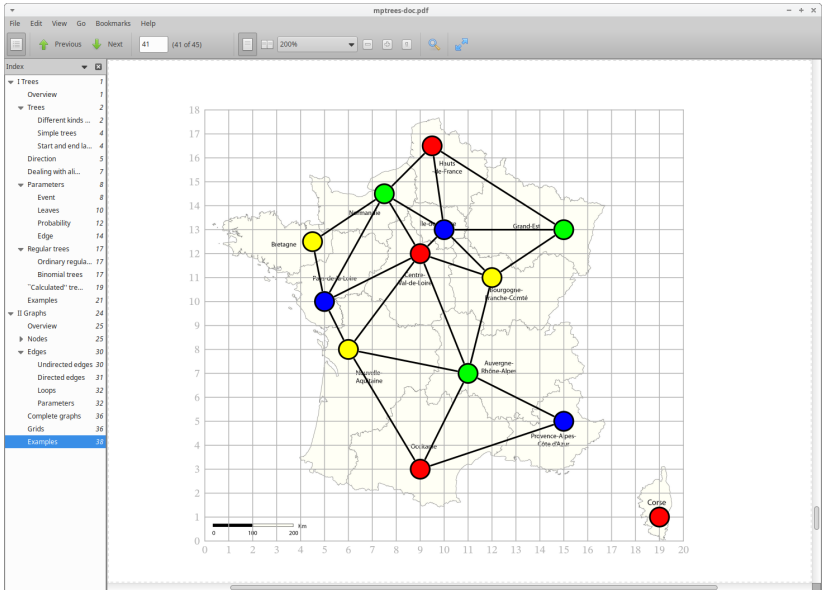 mptrees-doc.pdf
File Edit View Go Bookmarks Help
Previous Next 41 (41 of 45) 200%
Index
I Trees 1
Overview 1
Trees 2
Different kinds ... 2
Simple trees 4
Start and end la... 4
Direction 5
Dealing with ali... 7
Parameters 8
Event 8
Leaves 10
Probability 12
Edge 14
Regular trees 17
Ordinary regula... 17
Binomial trees 17
"Calculated" tre... 19
Examples 21
II Graphs 24
Overview 25
Nodes 25
Edges 30
Undirected edges 30
Directed edges 31
Loops 32
Parameters 32
Complete graphs 36
Grids 36
Examples 38
18
17
16
15
14
13
12
11
10
9
8
7
6
5
4
3
2
1
0
Hauts
-de-France
Normandie
Grand-Est
Bretagne
Pays-de-la-Loire
Centre-
Val-de-Loire
Bourgogne-
Franche-Comté
Auvergne-
Rhône-Alpes
Nouvelle-
Aquitaine
Occitanie
Provence-Alpes-
Côte d'Azur
Corse
Km
0 100 200
0 1 2 3 4 5 6 7 8 9 10 11 12 13 14 15 16 17 18 19 20